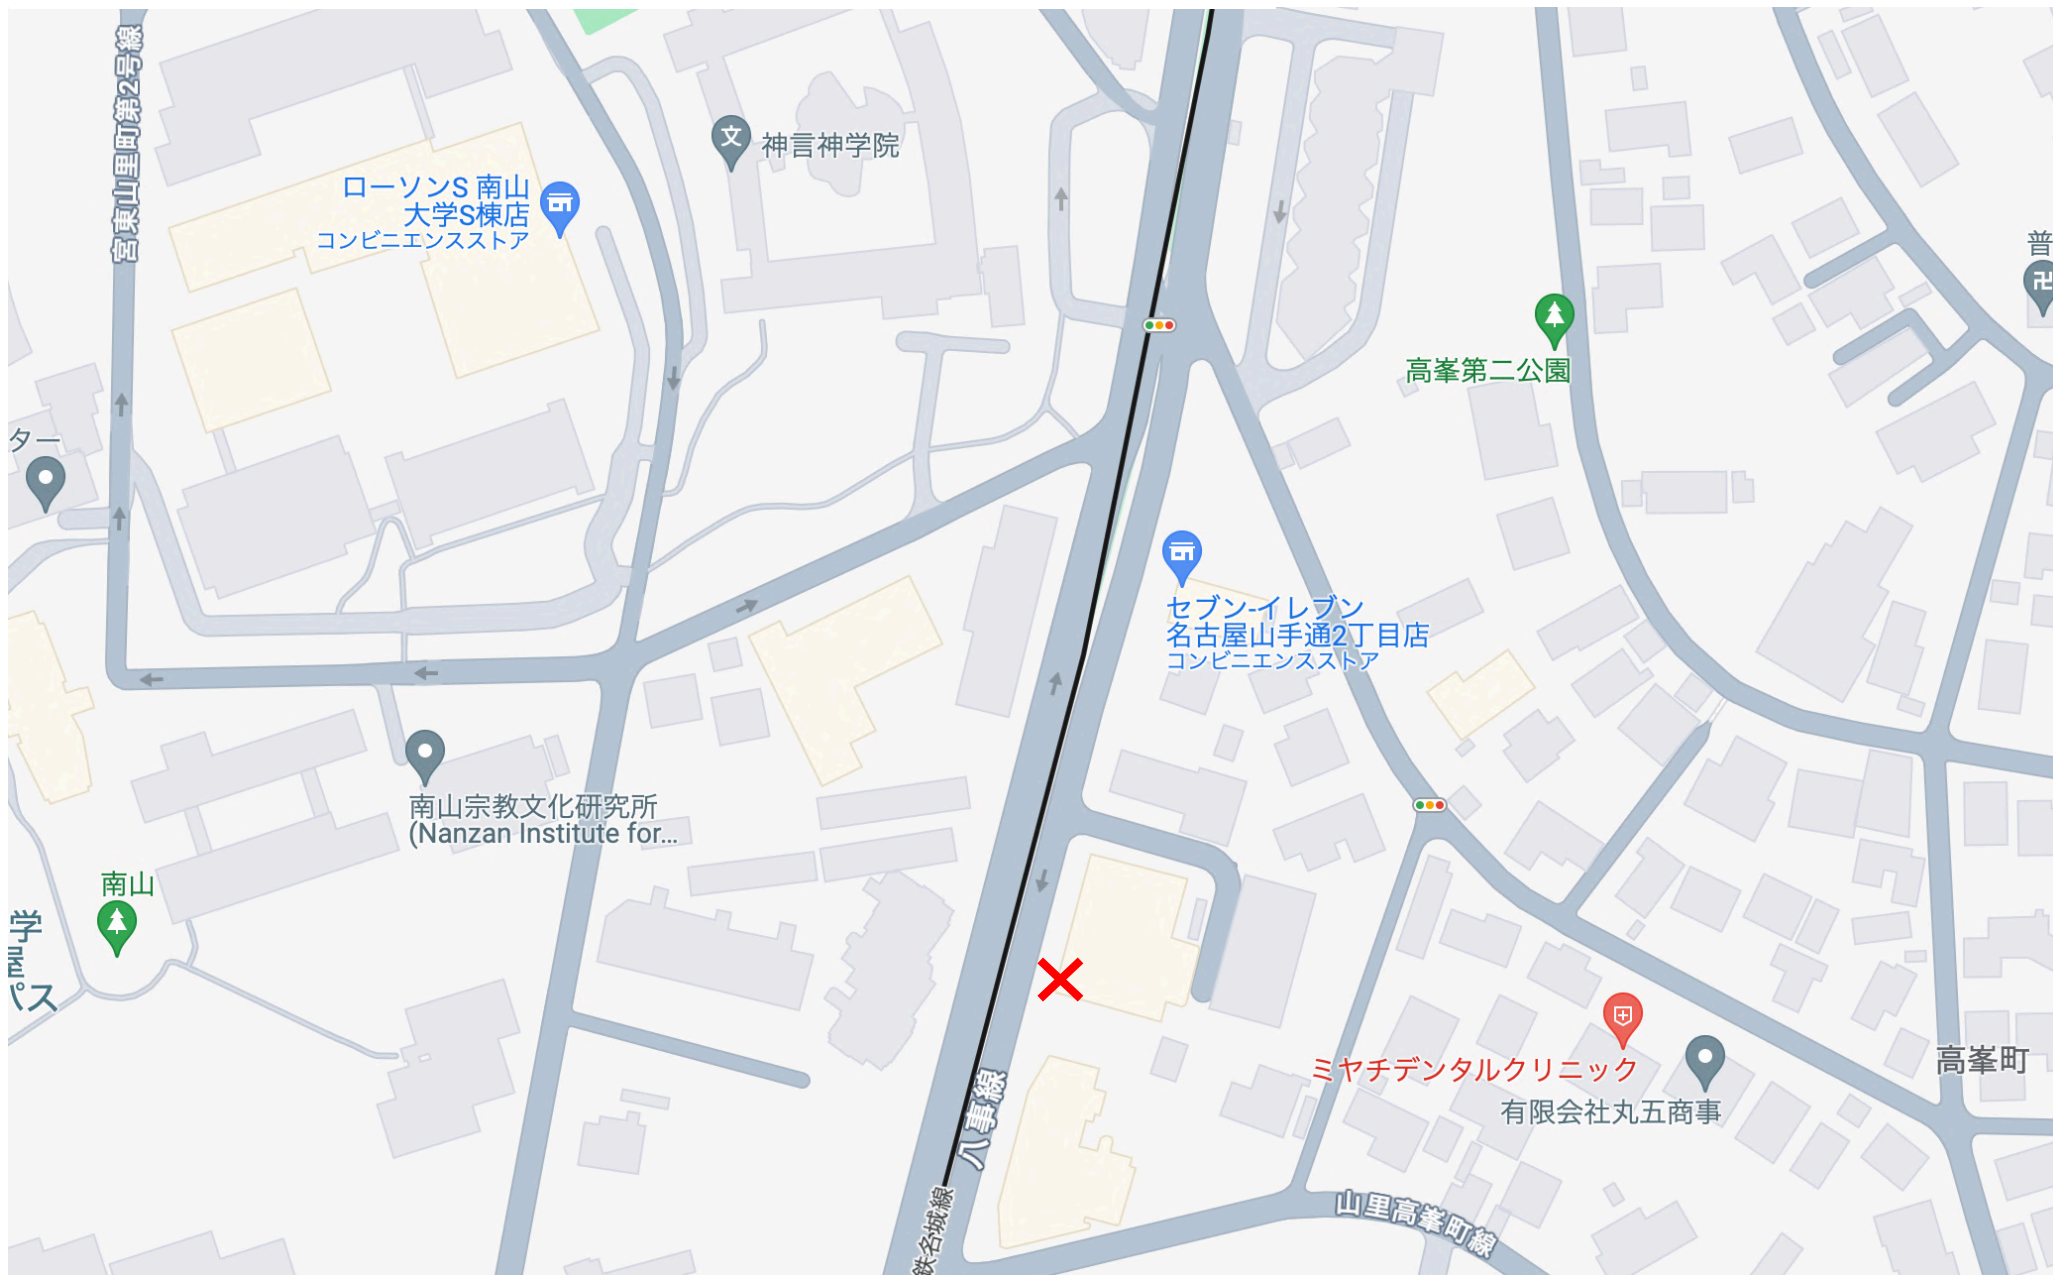 宮東山里町第2号線
神言神学院
ローソンS 南山
大学S棟店
コンビニエンスストア
普
高峯第二公園
ター
セブン-イレブン
名古屋山手通2丁目店
コンビニエンスストア
南山宗教文化研究所
(Nanzan Institute for...
南山
学
屋
パス
ミヤチデンタルクリニック
有限会社丸五商事
高峯町
八事線
鉄名城線
山里高峯町線